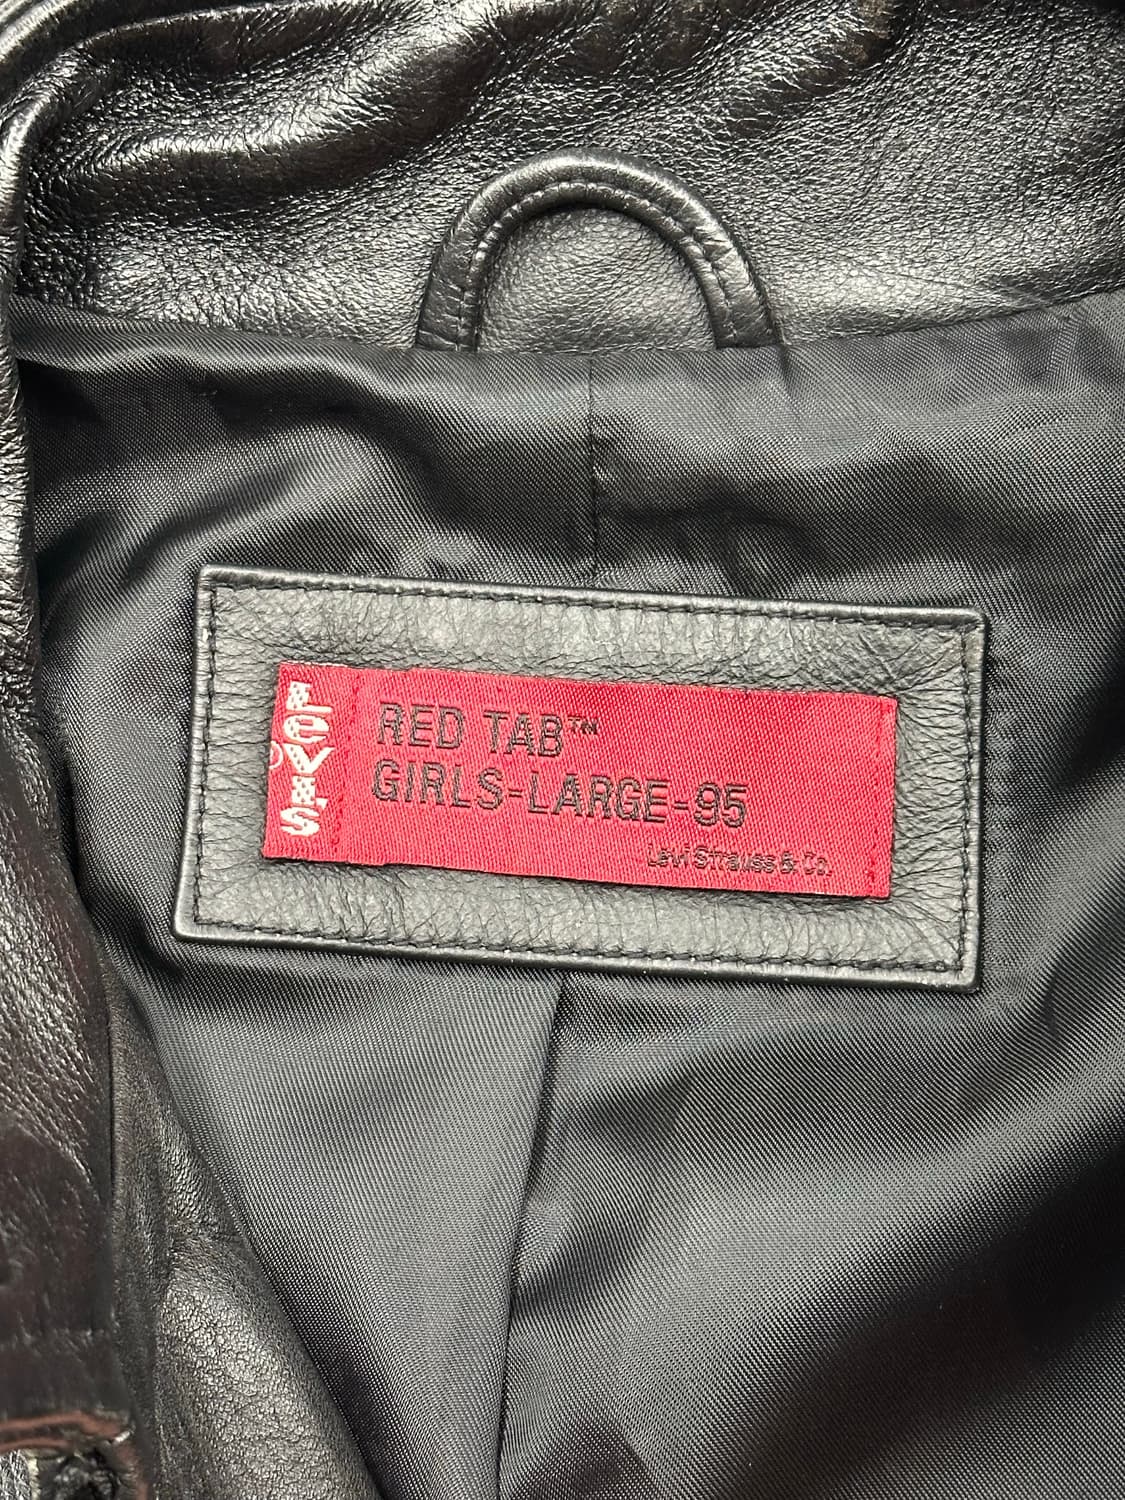 LEVI'S
RED TAB™
GIRLS-LARGE-95
Levi Strauss & Co.